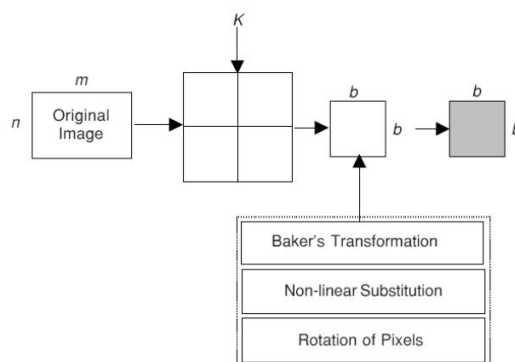 K
m
n
Original
Image
b
b
b
Baker's Transformation
Non-linear Substitution
Rotation of Pixels